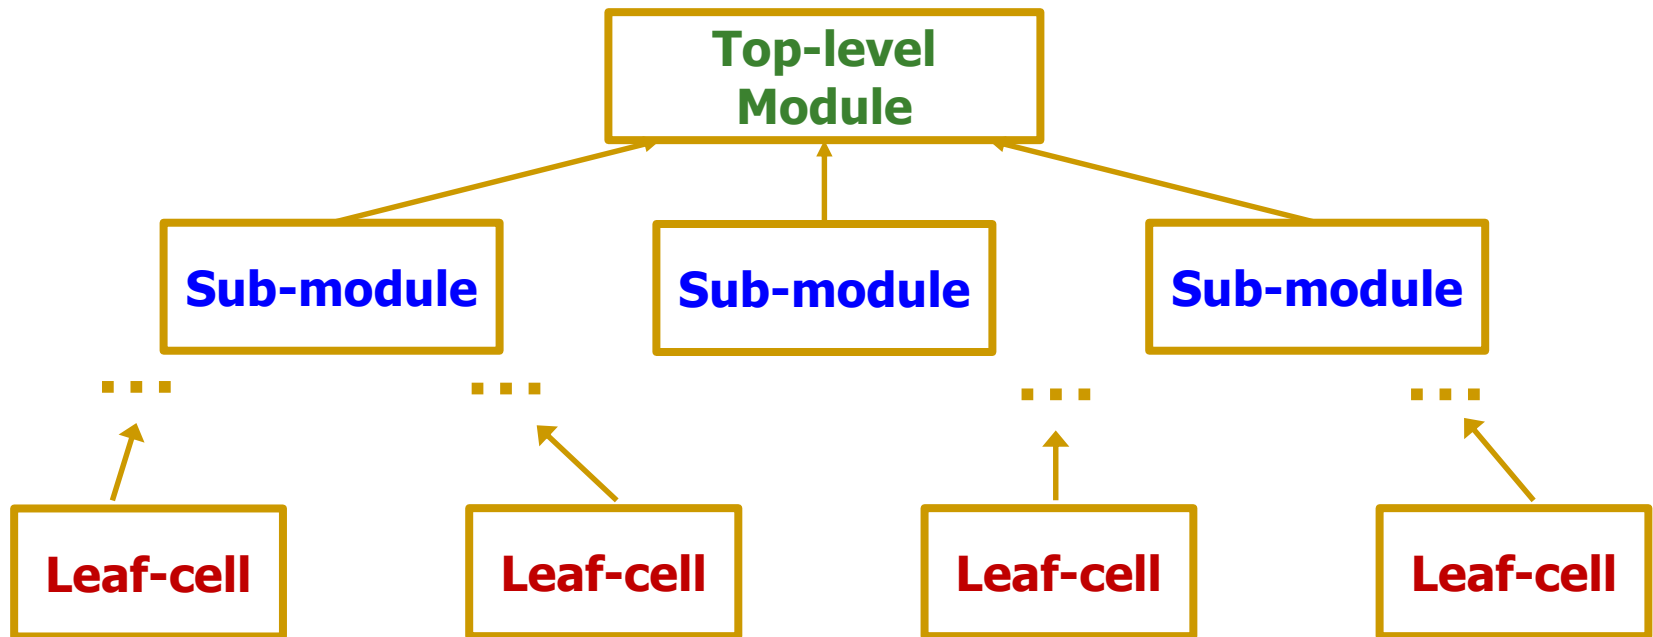 Top-level
Module
Sub-module
Sub-module
Sub-module
...
...
...
...
Leaf-cell
Leaf-cell
Leaf-cell
Leaf-cell